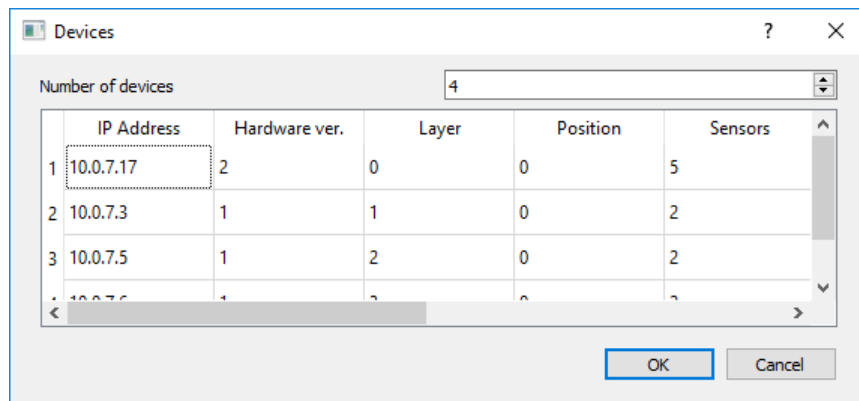 Devices
?
Number of devices 4
IP Address Hardware ver. Layer Position Sensors
1 10.0.7.17 2 0 0 5
2 10.0.7.3 1 1 0 2
3 10.0.7.5 1 2 0 2
OK Cancel